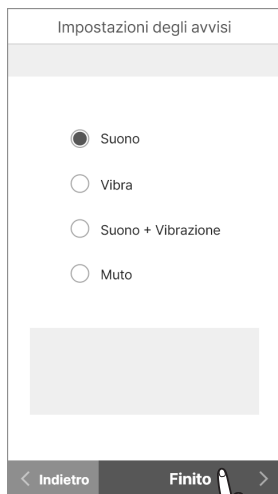 Impostazioni degli avvisi
Suono
Vibra
Suono + Vibrazione
Muto
Indietro
Finito